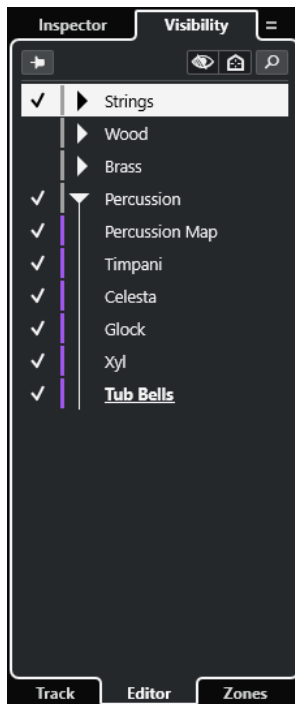 Inspector Visibility
Strings
Wood
Brass
Percussion
Percussion Map
Timpani
Celesta
Glock
Xyl
Tub Bells
Track Editor Zones